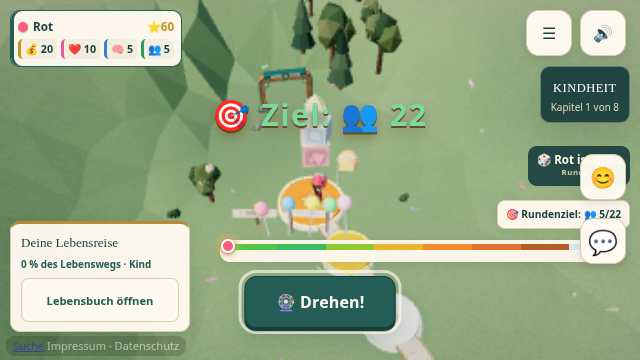 Rot
⭐60
💰 20 ❤️ 10 🧠 5 👥 5
☰ 🔊
KINDHEIT
Kapitel 1 von 8
🎯 Ziel: 👥 22
🎲 Rot
🎯 Rundenziel: 👥 5/22
Deine Lebensreise
0 % des Lebenswegs · Kind
Lebensbuch öffnen
🎡 Drehen!
Suche Impressum · Datenschutz